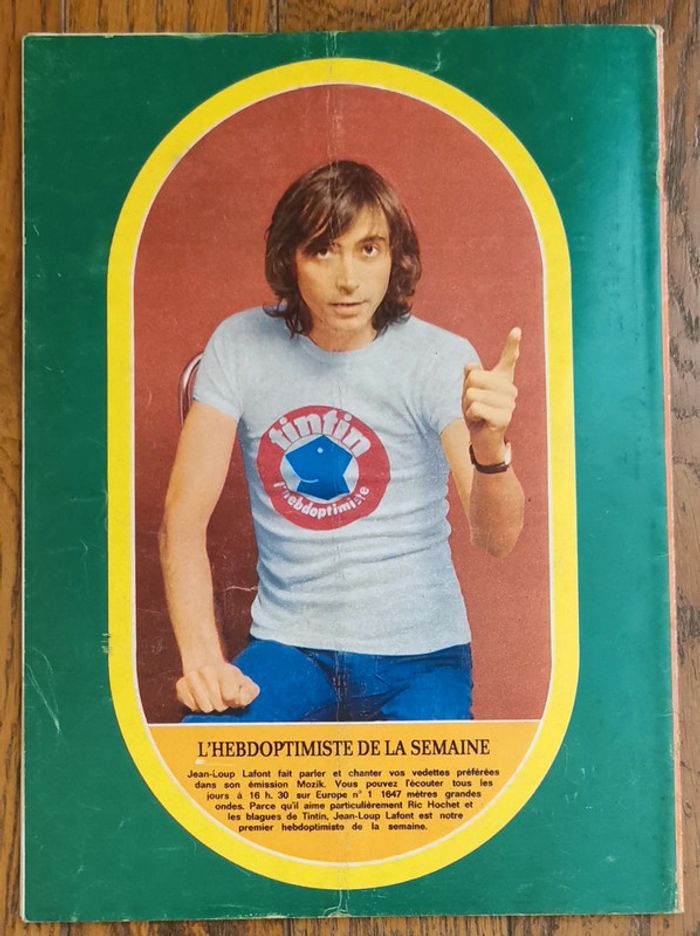 tintin
l'hebdoptimiste
L'HEBDOPTIMISTE DE LA SEMAINE
Jean-Loup Lafont fait parler et chanter vos vedettes préférées
dans son émission Mozik. Vous pouvez l'écouter tous les
jours à 16 h. 30 sur Europe n° 1 1647 mètres grandes
ondes. Parce qu'il aime particulièrement Ric Hochet et
les blagues de Tintin, Jean-Loup Lafont est notre
premier hebdoptimiste de la semaine.